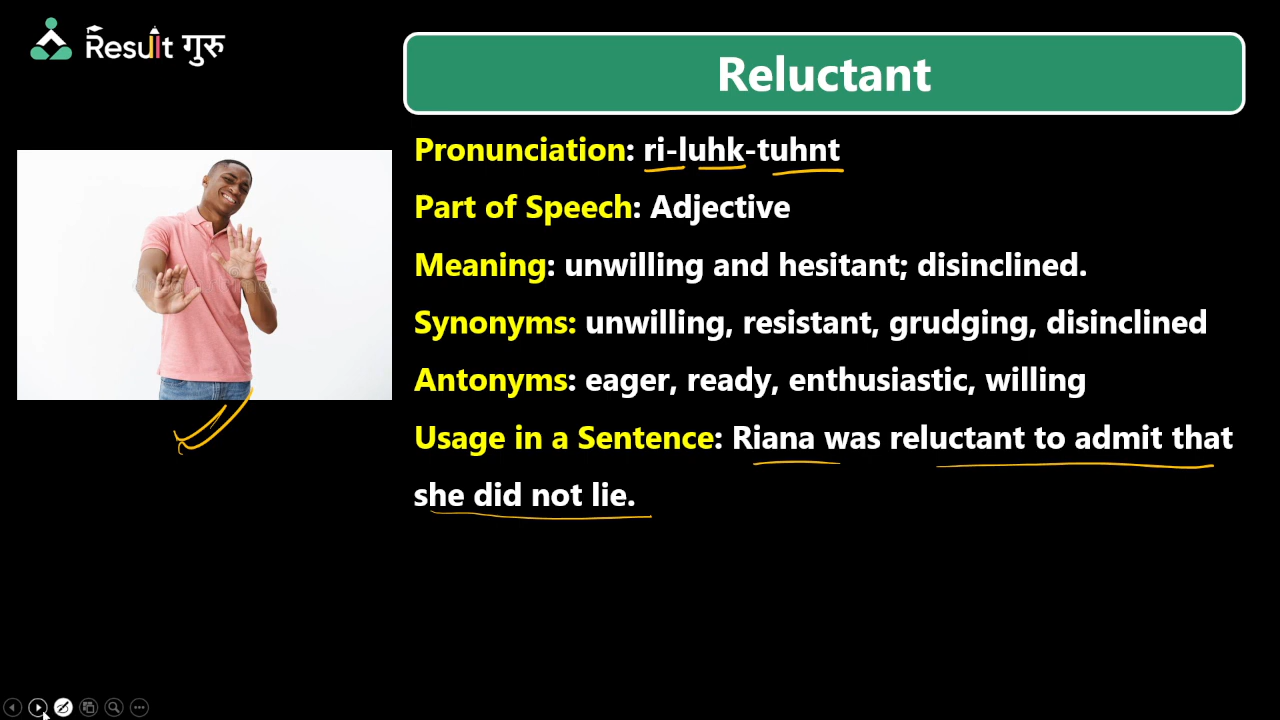 Result गुरु
Reluctant
Pronunciation: ri-luhk-tuhnt
Part of Speech: Adjective
Meaning: unwilling and hesitant; disinclined.
Synonyms: unwilling, resistant, grudging, disinclined
Antonyms: eager, ready, enthusiastic, willing
Usage in a Sentence: Riana was reluctant to admit that
she did not lie.